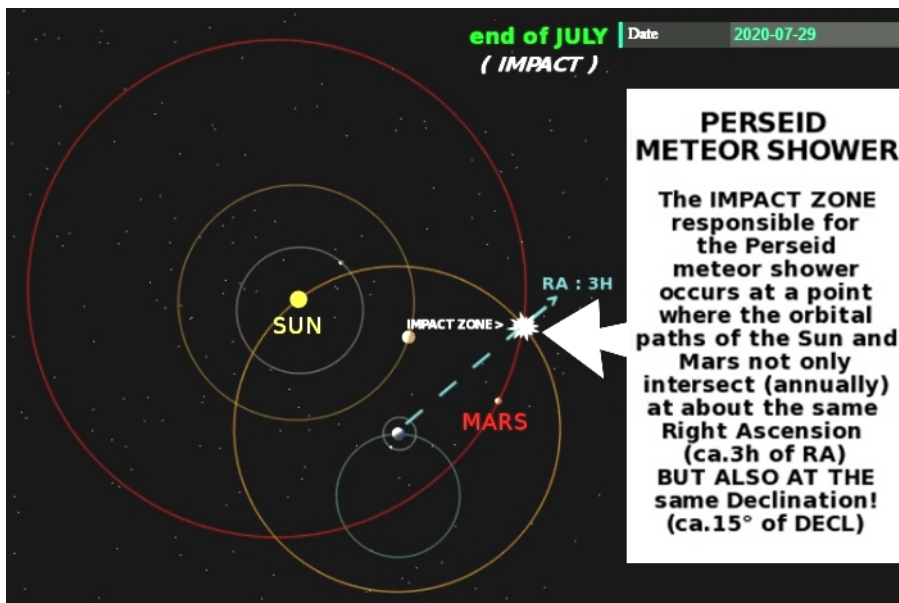 end of JULY
( IMPACT )
Date 2020-07-29
PERSEID
METEOR SHOWER
The IMPACT ZONE
responsible for
the Perseid
meteor shower
occurs at a point
where the orbital
paths of the Sun and
Mars not only
intersect (annually)
at about the same
Right Ascension
(ca.3h of RA)
BUT ALSO AT THE
same Declination!
(ca.15° of DECL)
RA : 3H
IMPACT ZONE >
SUN
MARS